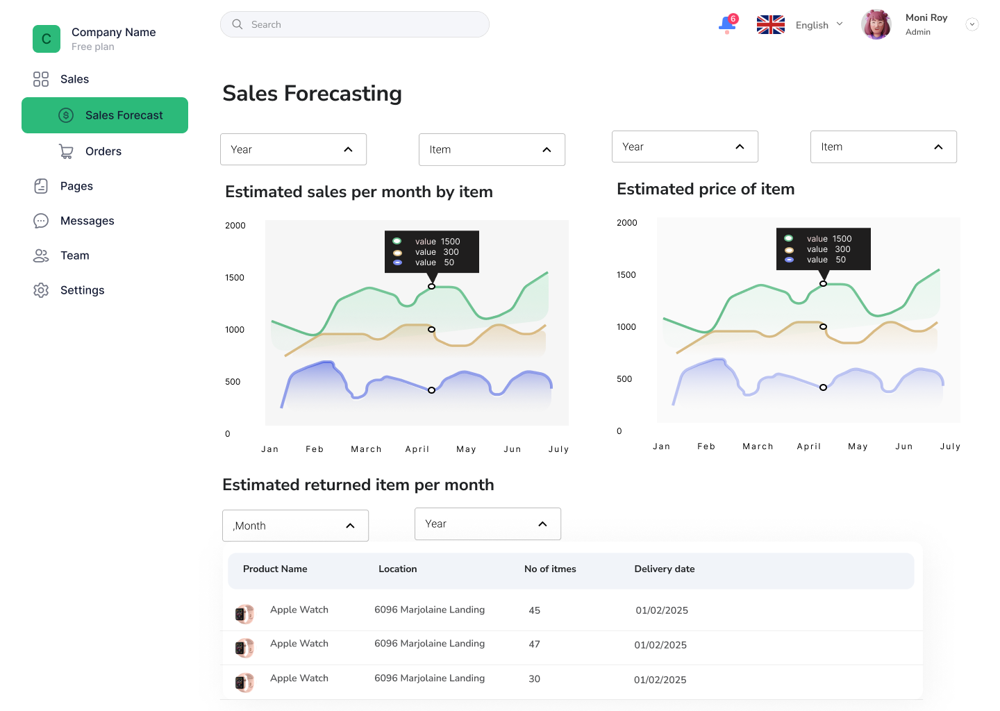 C
Company Name
Free plan
Search
6
English
Moni Roy
Admin
Sales
Sales Forecast
Orders
Pages
Messages
Team
Settings
Sales Forecasting
Year
Item
Year
Item
Estimated sales per month by item
2000
1500
1000
500
0
value 1500
value 300
value 50
Jan Feb March April May Jun July
Estimated price of item
2000
1500
1000
500
0
value 1500
value 300
value 50
Jan Feb March April May Jun July
Estimated returned item per month
,Month
Year
Product Name Location No of itmes Delivery date
Apple Watch 6096 Marjolaine Landing 45 01/02/2025
Apple Watch 6096 Marjolaine Landing 47 01/02/2025
Apple Watch 6096 Marjolaine Landing 30 01/02/2025